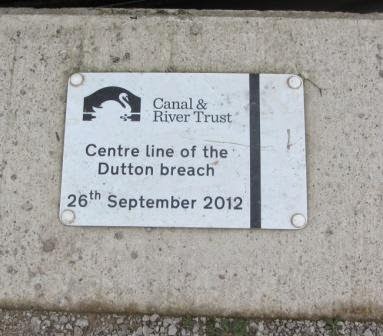 Canal &
River Trust
Centre line of the
Dutton breach
26th September 2012